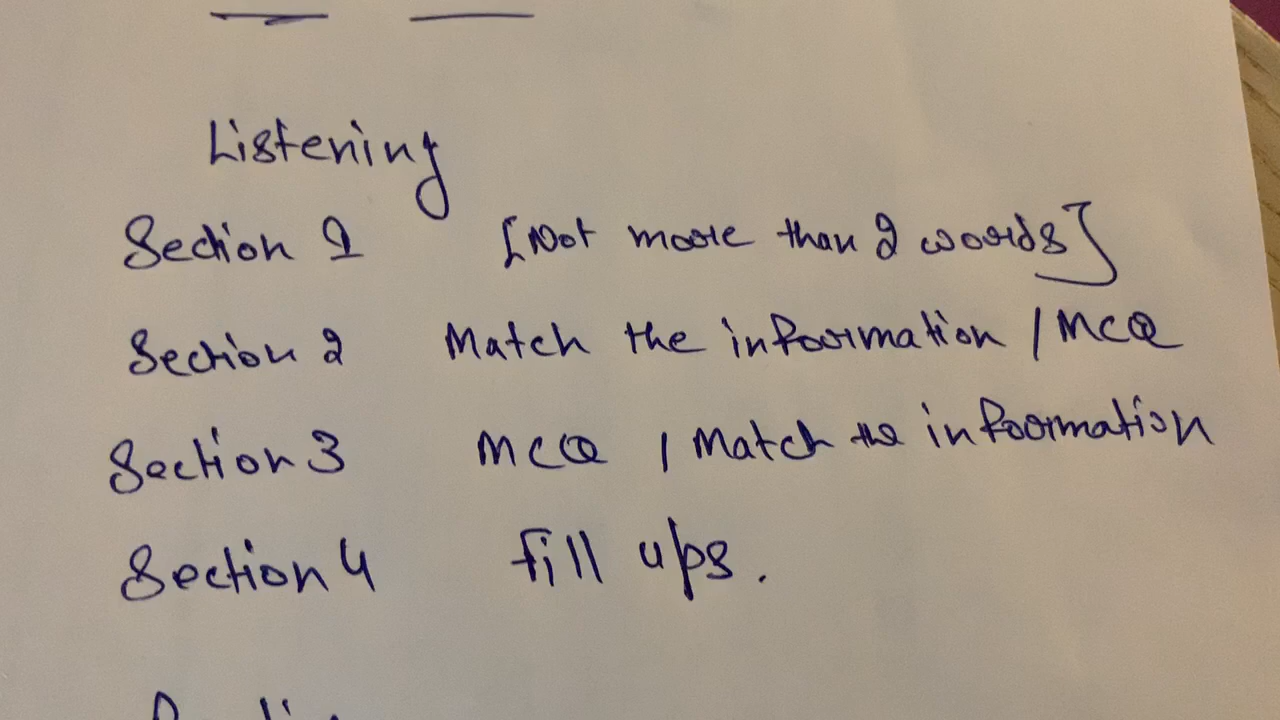 Listening
Section 1 [Not more than 2 words]
Section 2 Match the information / MCQ
Section 3 MCQ / Match the information
Section 4 fill ups.